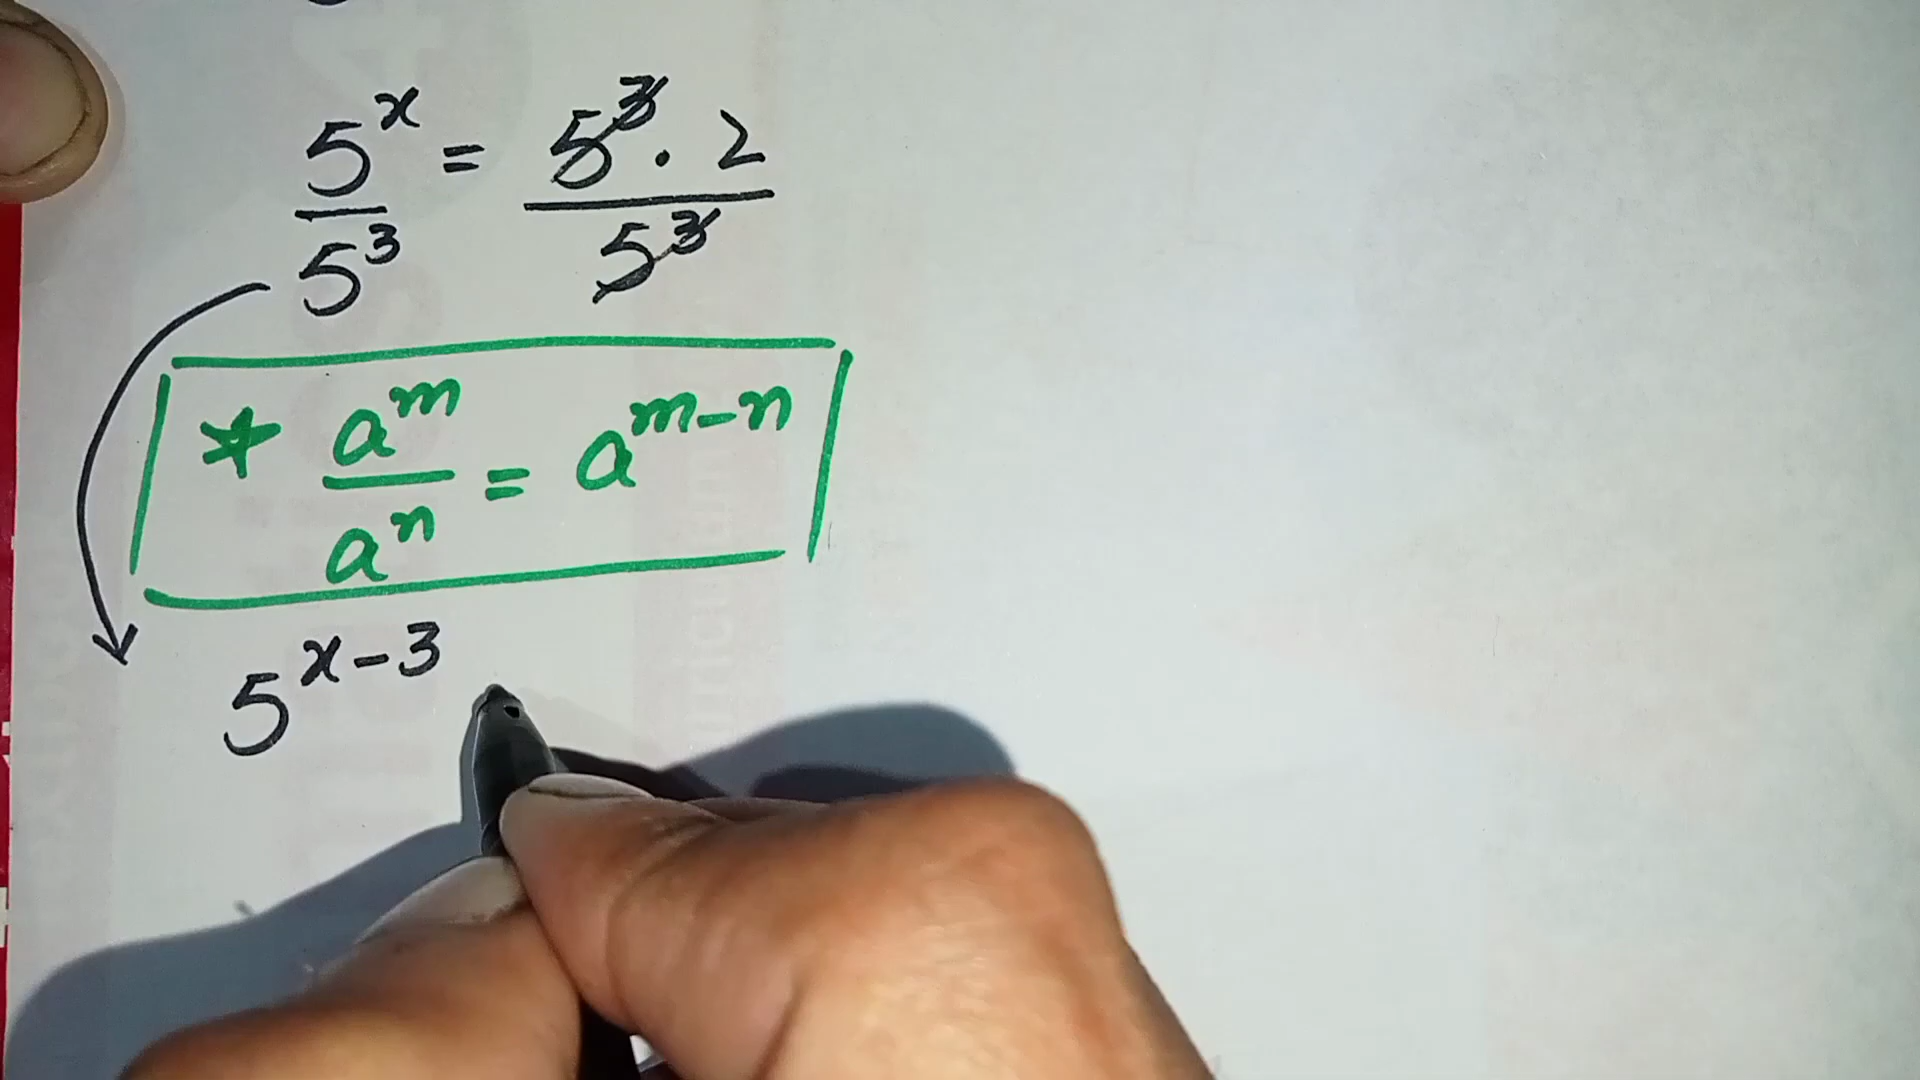 5^x / 5^3 = 5^3 · 2 / 5^3
* a^m / a^n = a^(m-n)
5^(x-3)